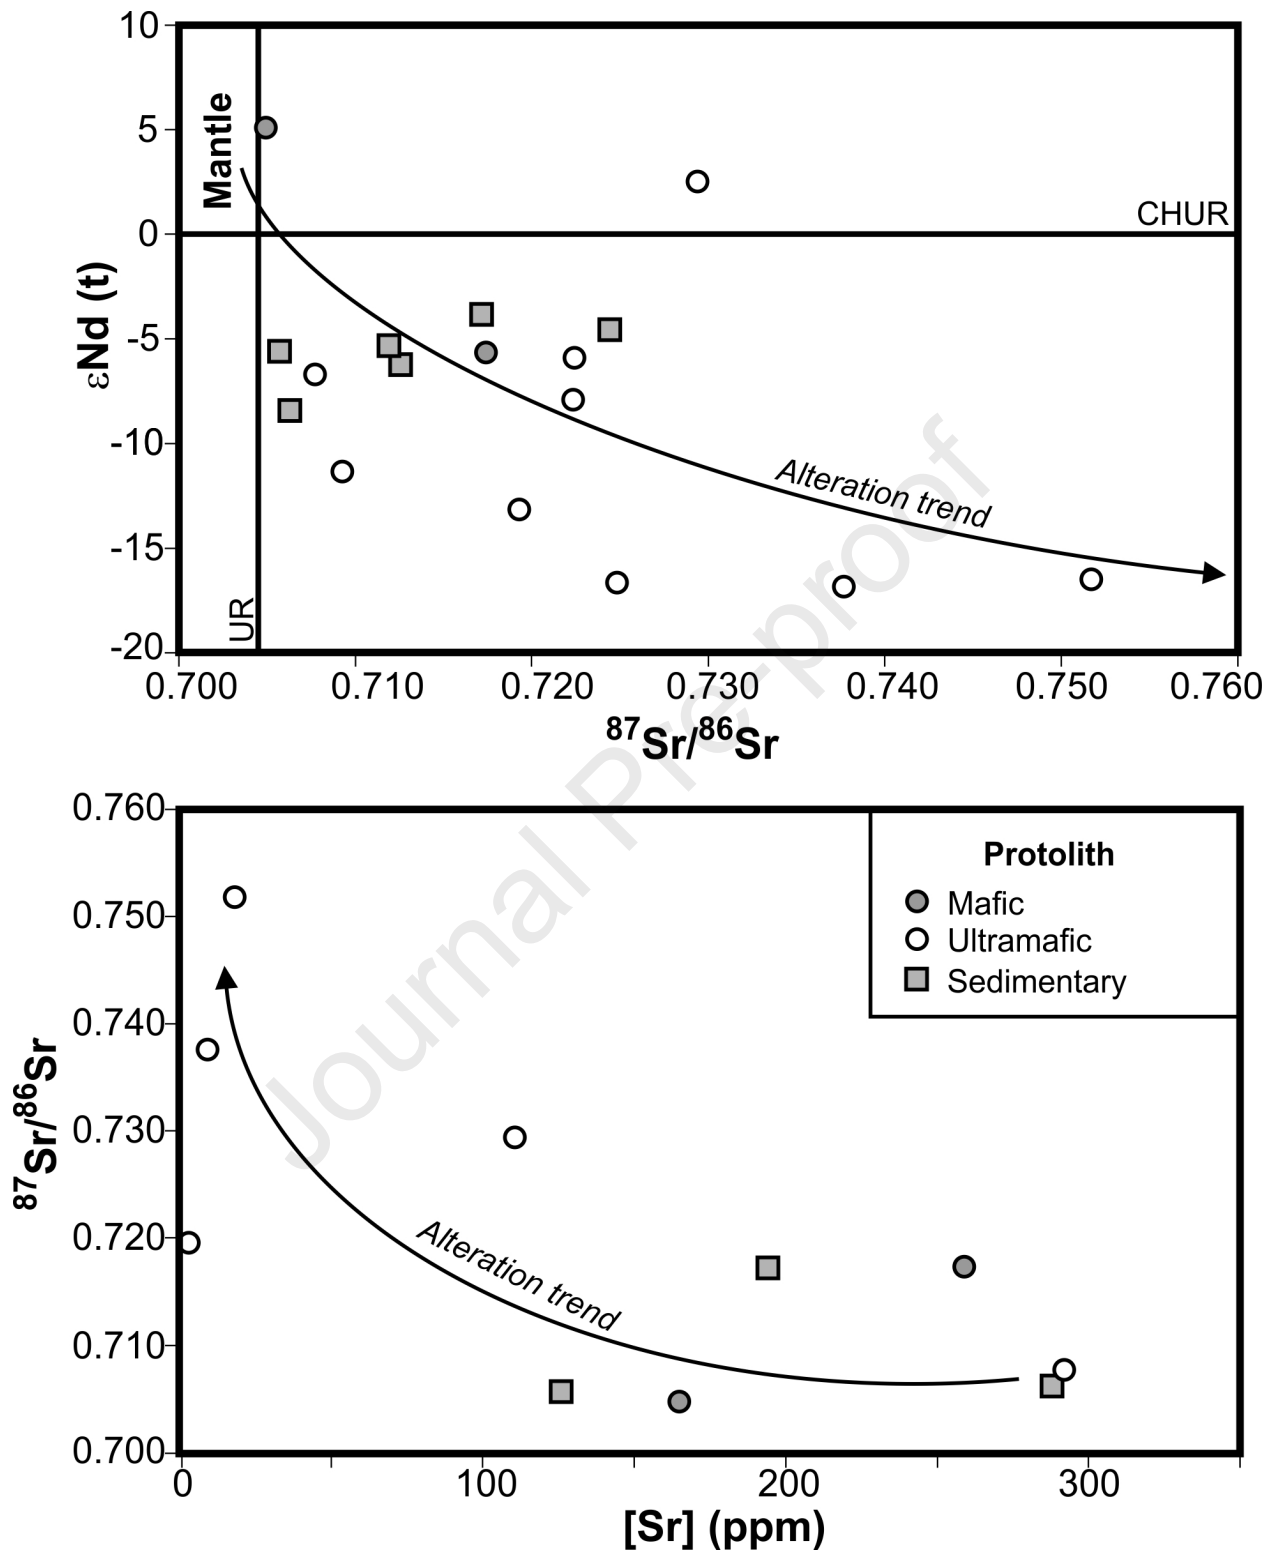 10
5
0
-5
-10
-15
-20
εNd (t)
Mantle
CHUR
UR
Alteration trend
0.700 0.710 0.720 0.730 0.740 0.750 0.760
87Sr/86Sr
Journal Pre-proof
0.760
0.750
0.740
0.730
0.720
0.710
0.700
87Sr/86Sr
Protolith
Mafic
Ultramafic
Sedimentary
Alteration trend
0 100 200 300
[Sr] (ppm)